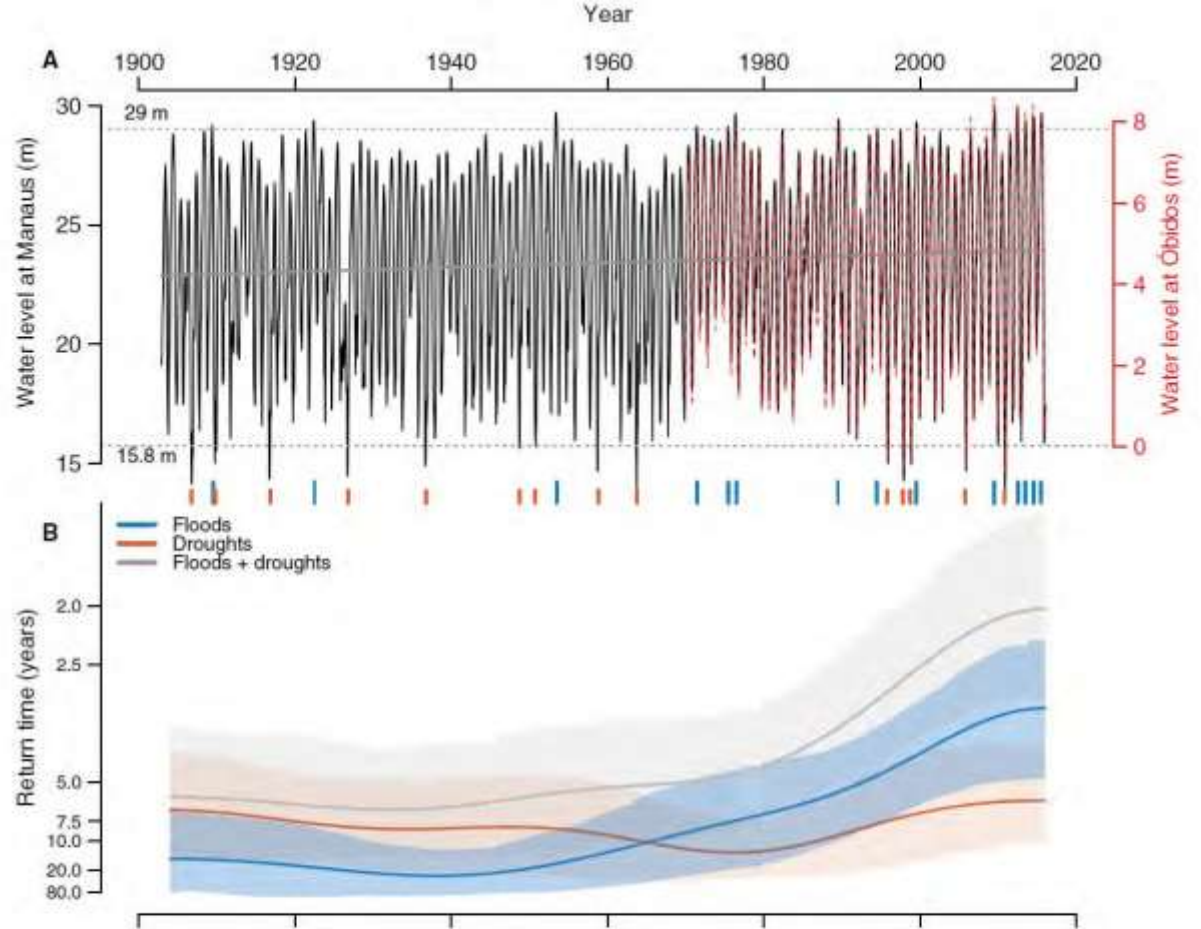 Year
A
1900 1920 1940 1960 1980 2000 2020
Water level at Manaus (m)
30
25
20
15
29 m
15.8 m
Water level at Óbidos (m)
8
6
4
2
0
B
Floods
Droughts
Floods + droughts
Return time (years)
2.0
2.5
5.0
7.5
10.0
20.0
80.0